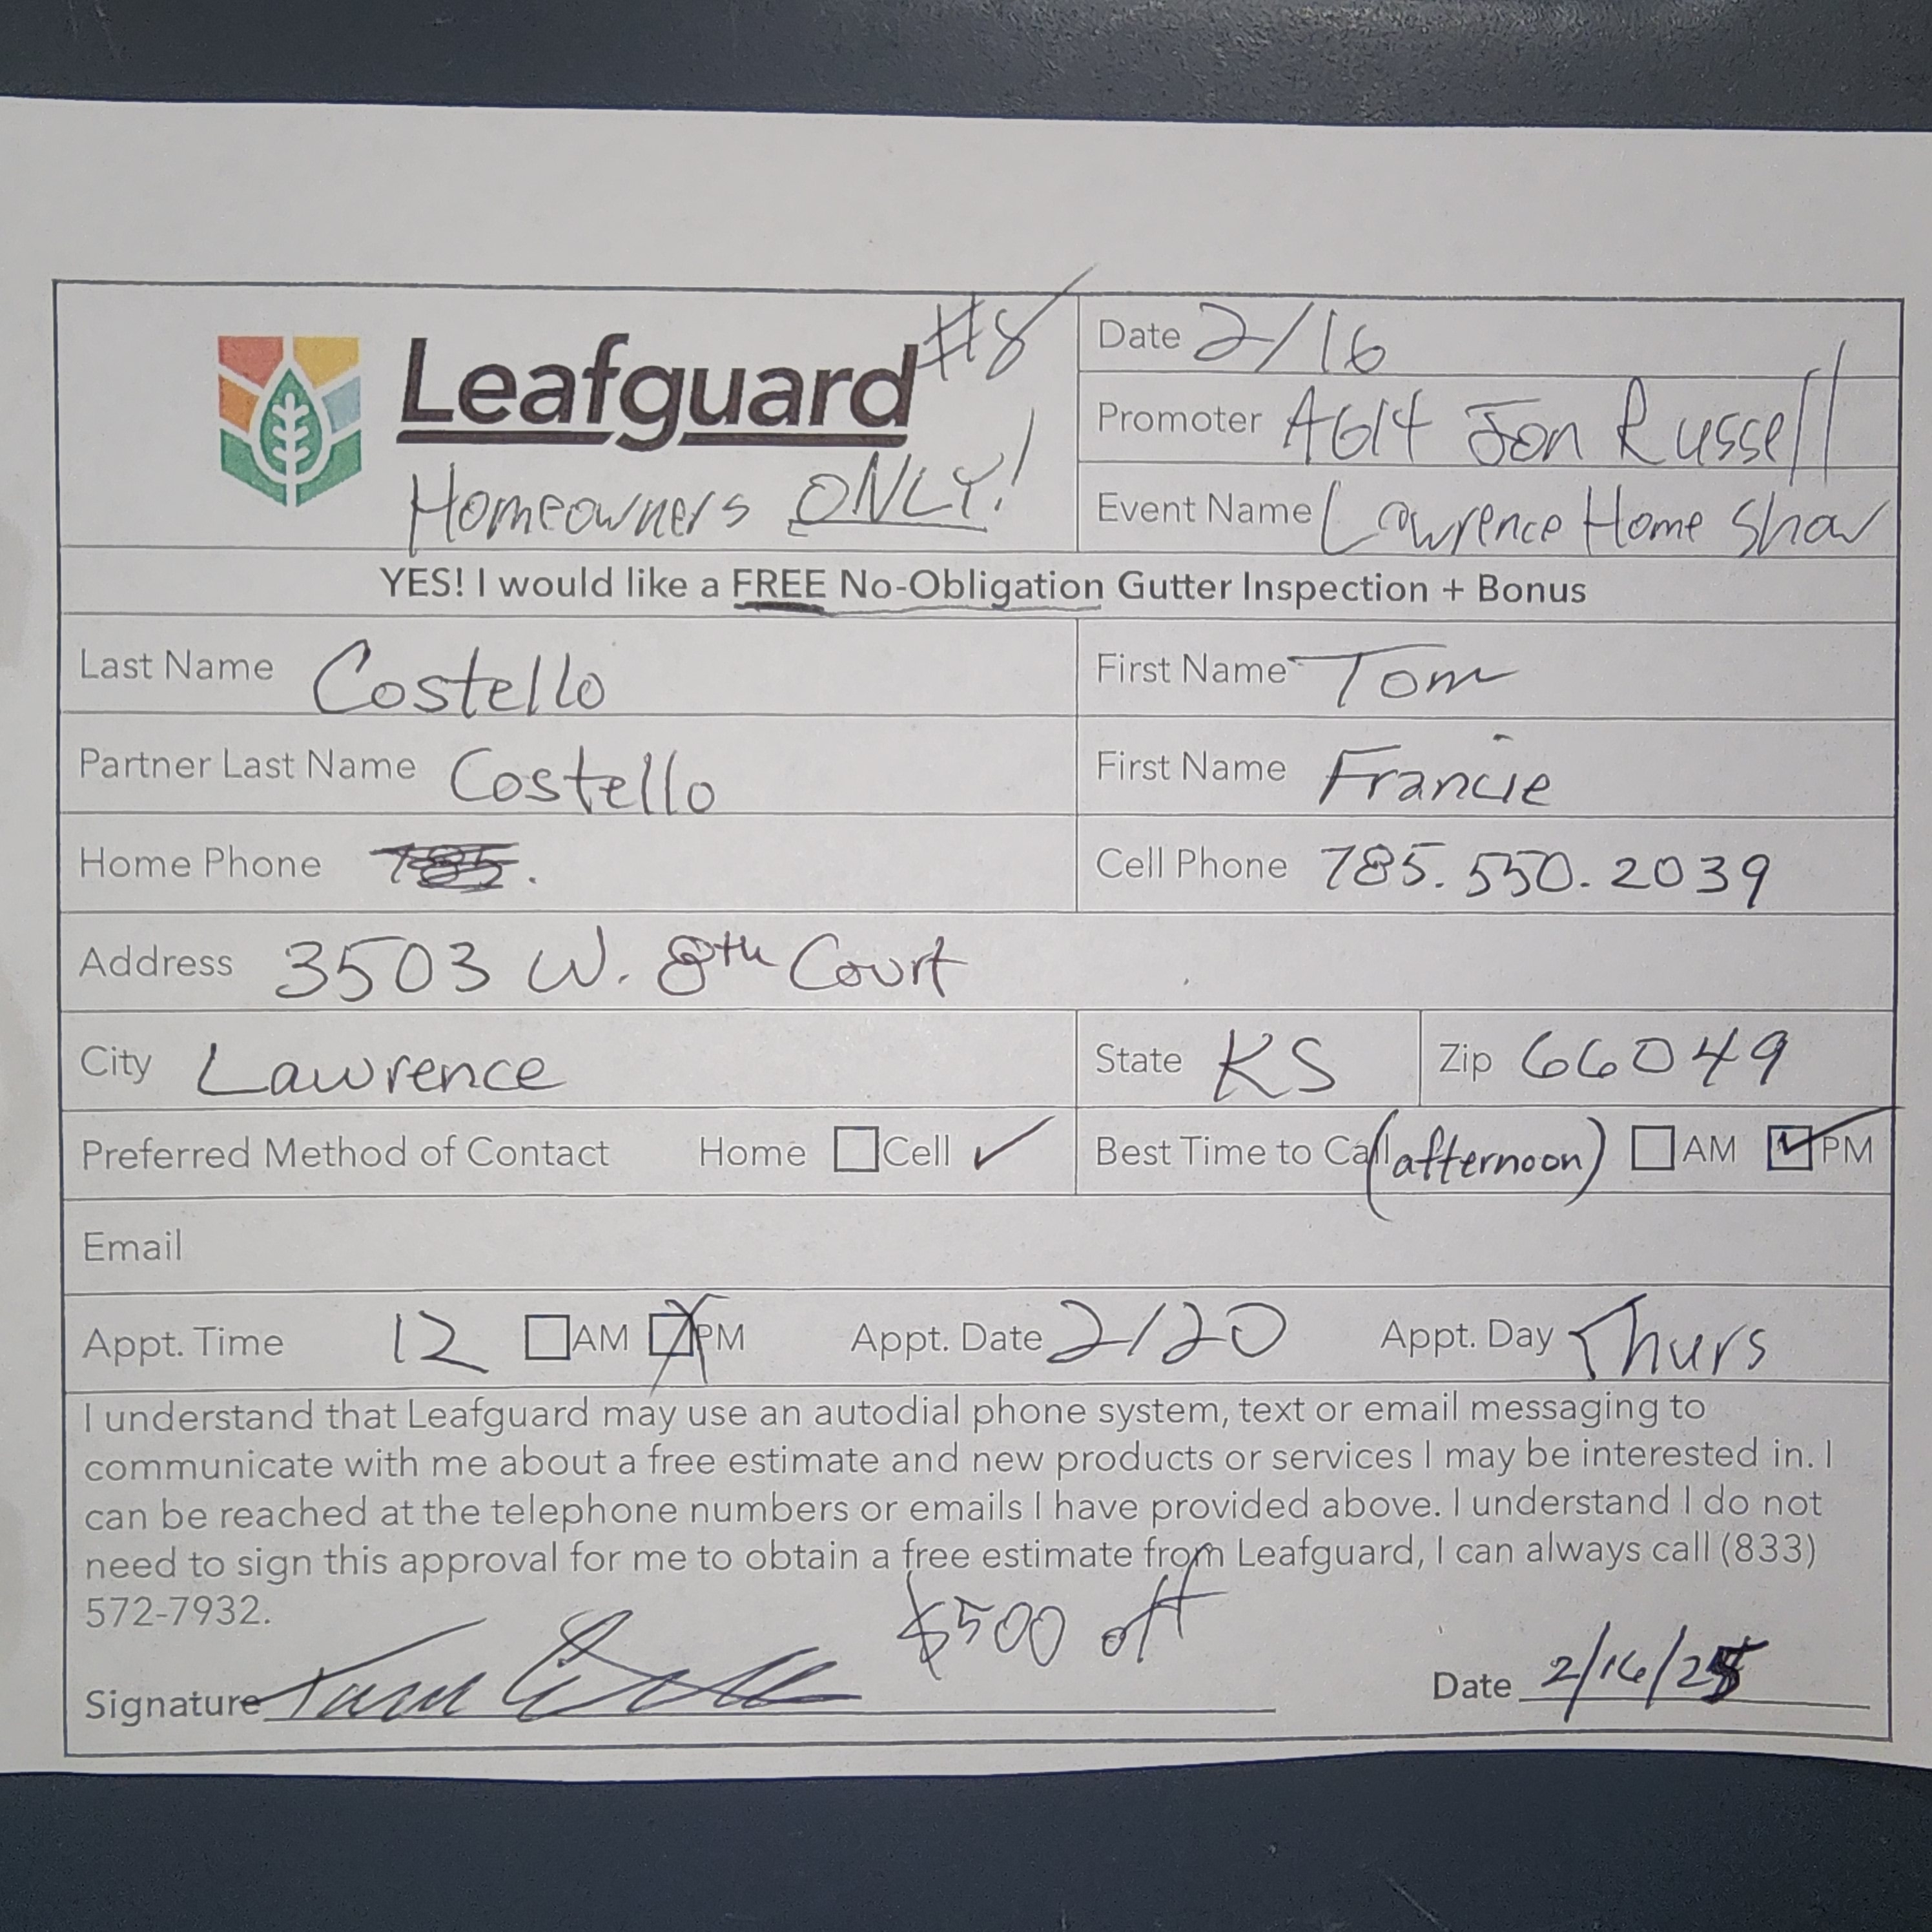 Leafguard #8
Homeowners ONLY!
Date 2/16
Promoter A614 Jon Russell
Event Name Lawrence Home Show
YES! I would like a FREE No-Obligation Gutter Inspection + Bonus
Last Name Costello
First Name Tom
Partner Last Name Costello
First Name Francie
Home Phone 785.
Cell Phone 785.550.2039
Address 3503 W. 8th Court
City Lawrence
State KS
Zip 66049
Preferred Method of Contact Home Cell ✓
Best Time to Call (afternoon) AM PM
Email
Appt. Time 12 AM PM Appt. Date 2/20 Appt. Day Thurs
I understand that Leafguard may use an autodial phone system, text or email messaging to
communicate with me about a free estimate and new products or services I may be interested in. I
can be reached at the telephone numbers or emails I have provided above. I understand I do not
need to sign this approval for me to obtain a free estimate from Leafguard, I can always call (833)
572-7932.
$500 off
Signature Tom Costello
Date 2/16/25